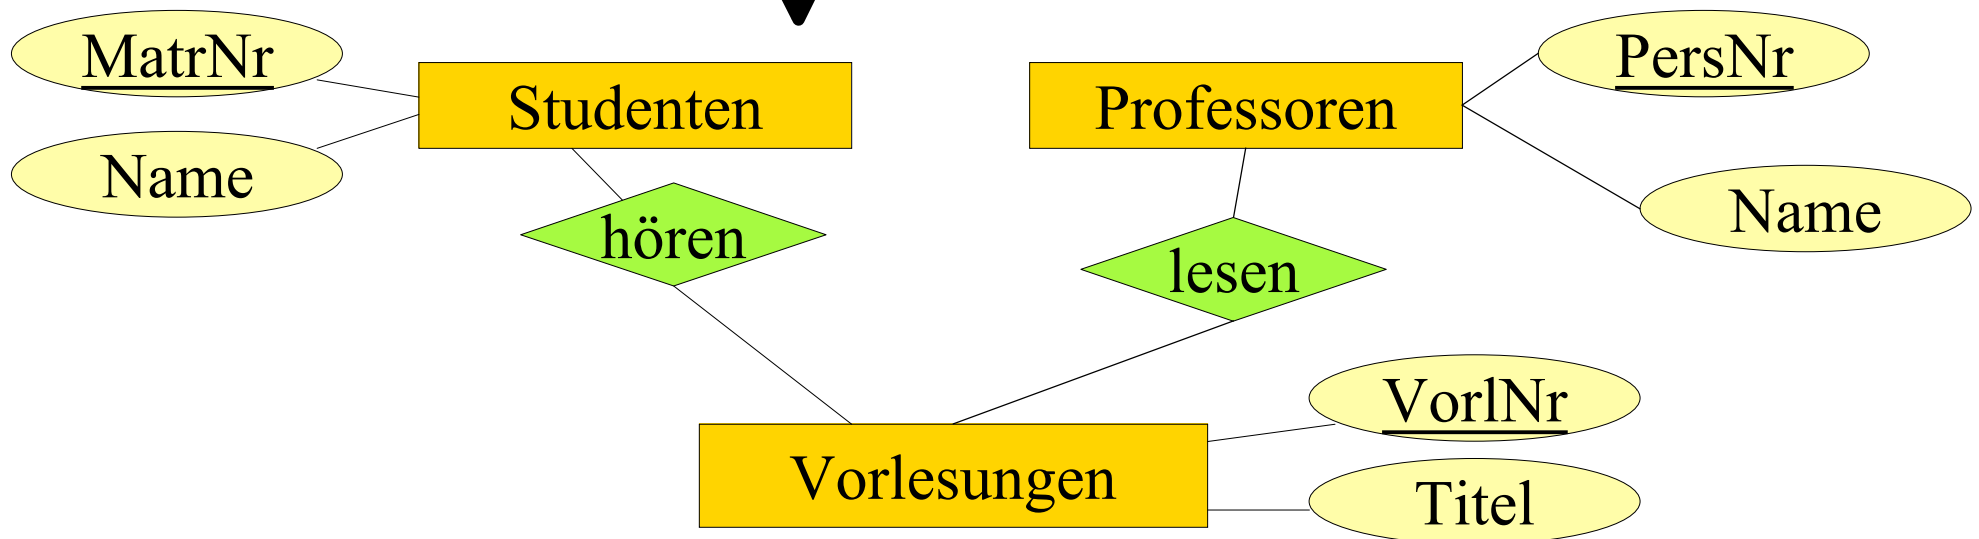 MatrNr
PersNr
Studenten
Professoren
Name
Name
hören
lesen
VorlNr
Vorlesungen
Titel